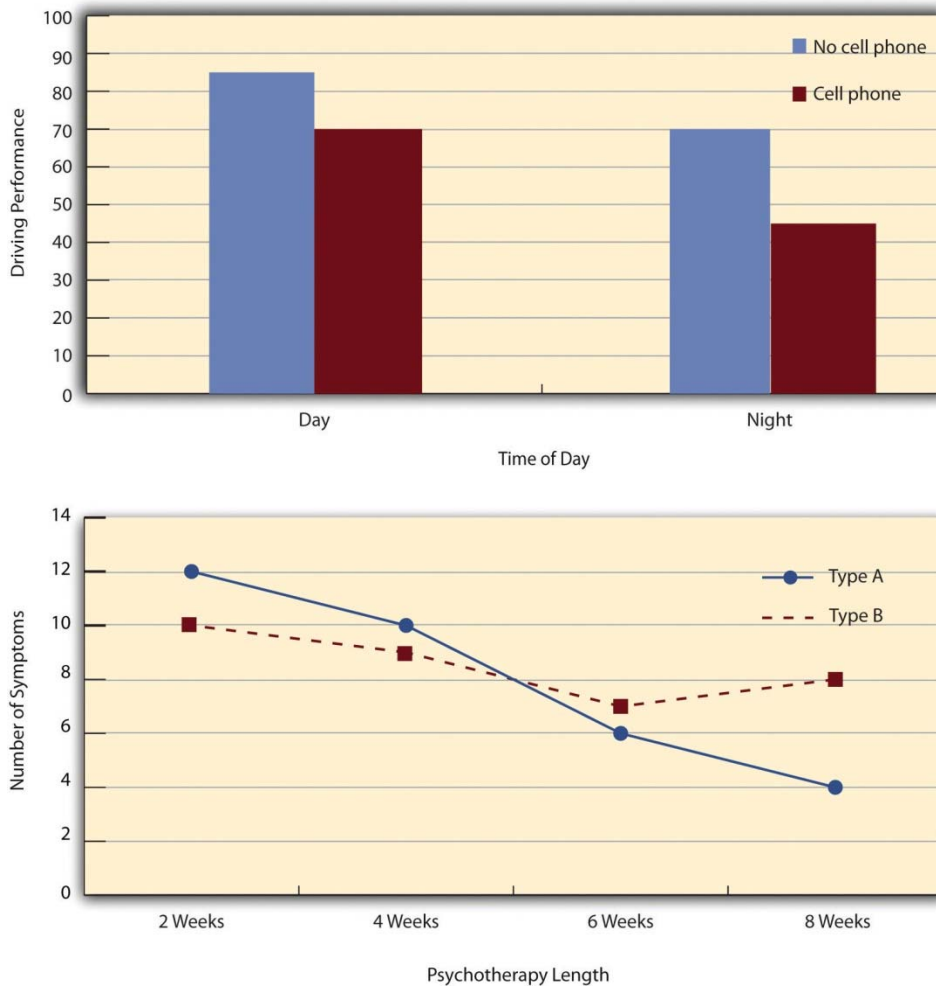 100
90
80
70
60
50
40
30
20
10
0
Driving Performance
No cell phone
Cell phone
Day
Night
Time of Day
14
12
10
8
6
4
2
0
Number of Symptoms
Type A
Type B
2 Weeks
4 Weeks
6 Weeks
8 Weeks
Psychotherapy Length